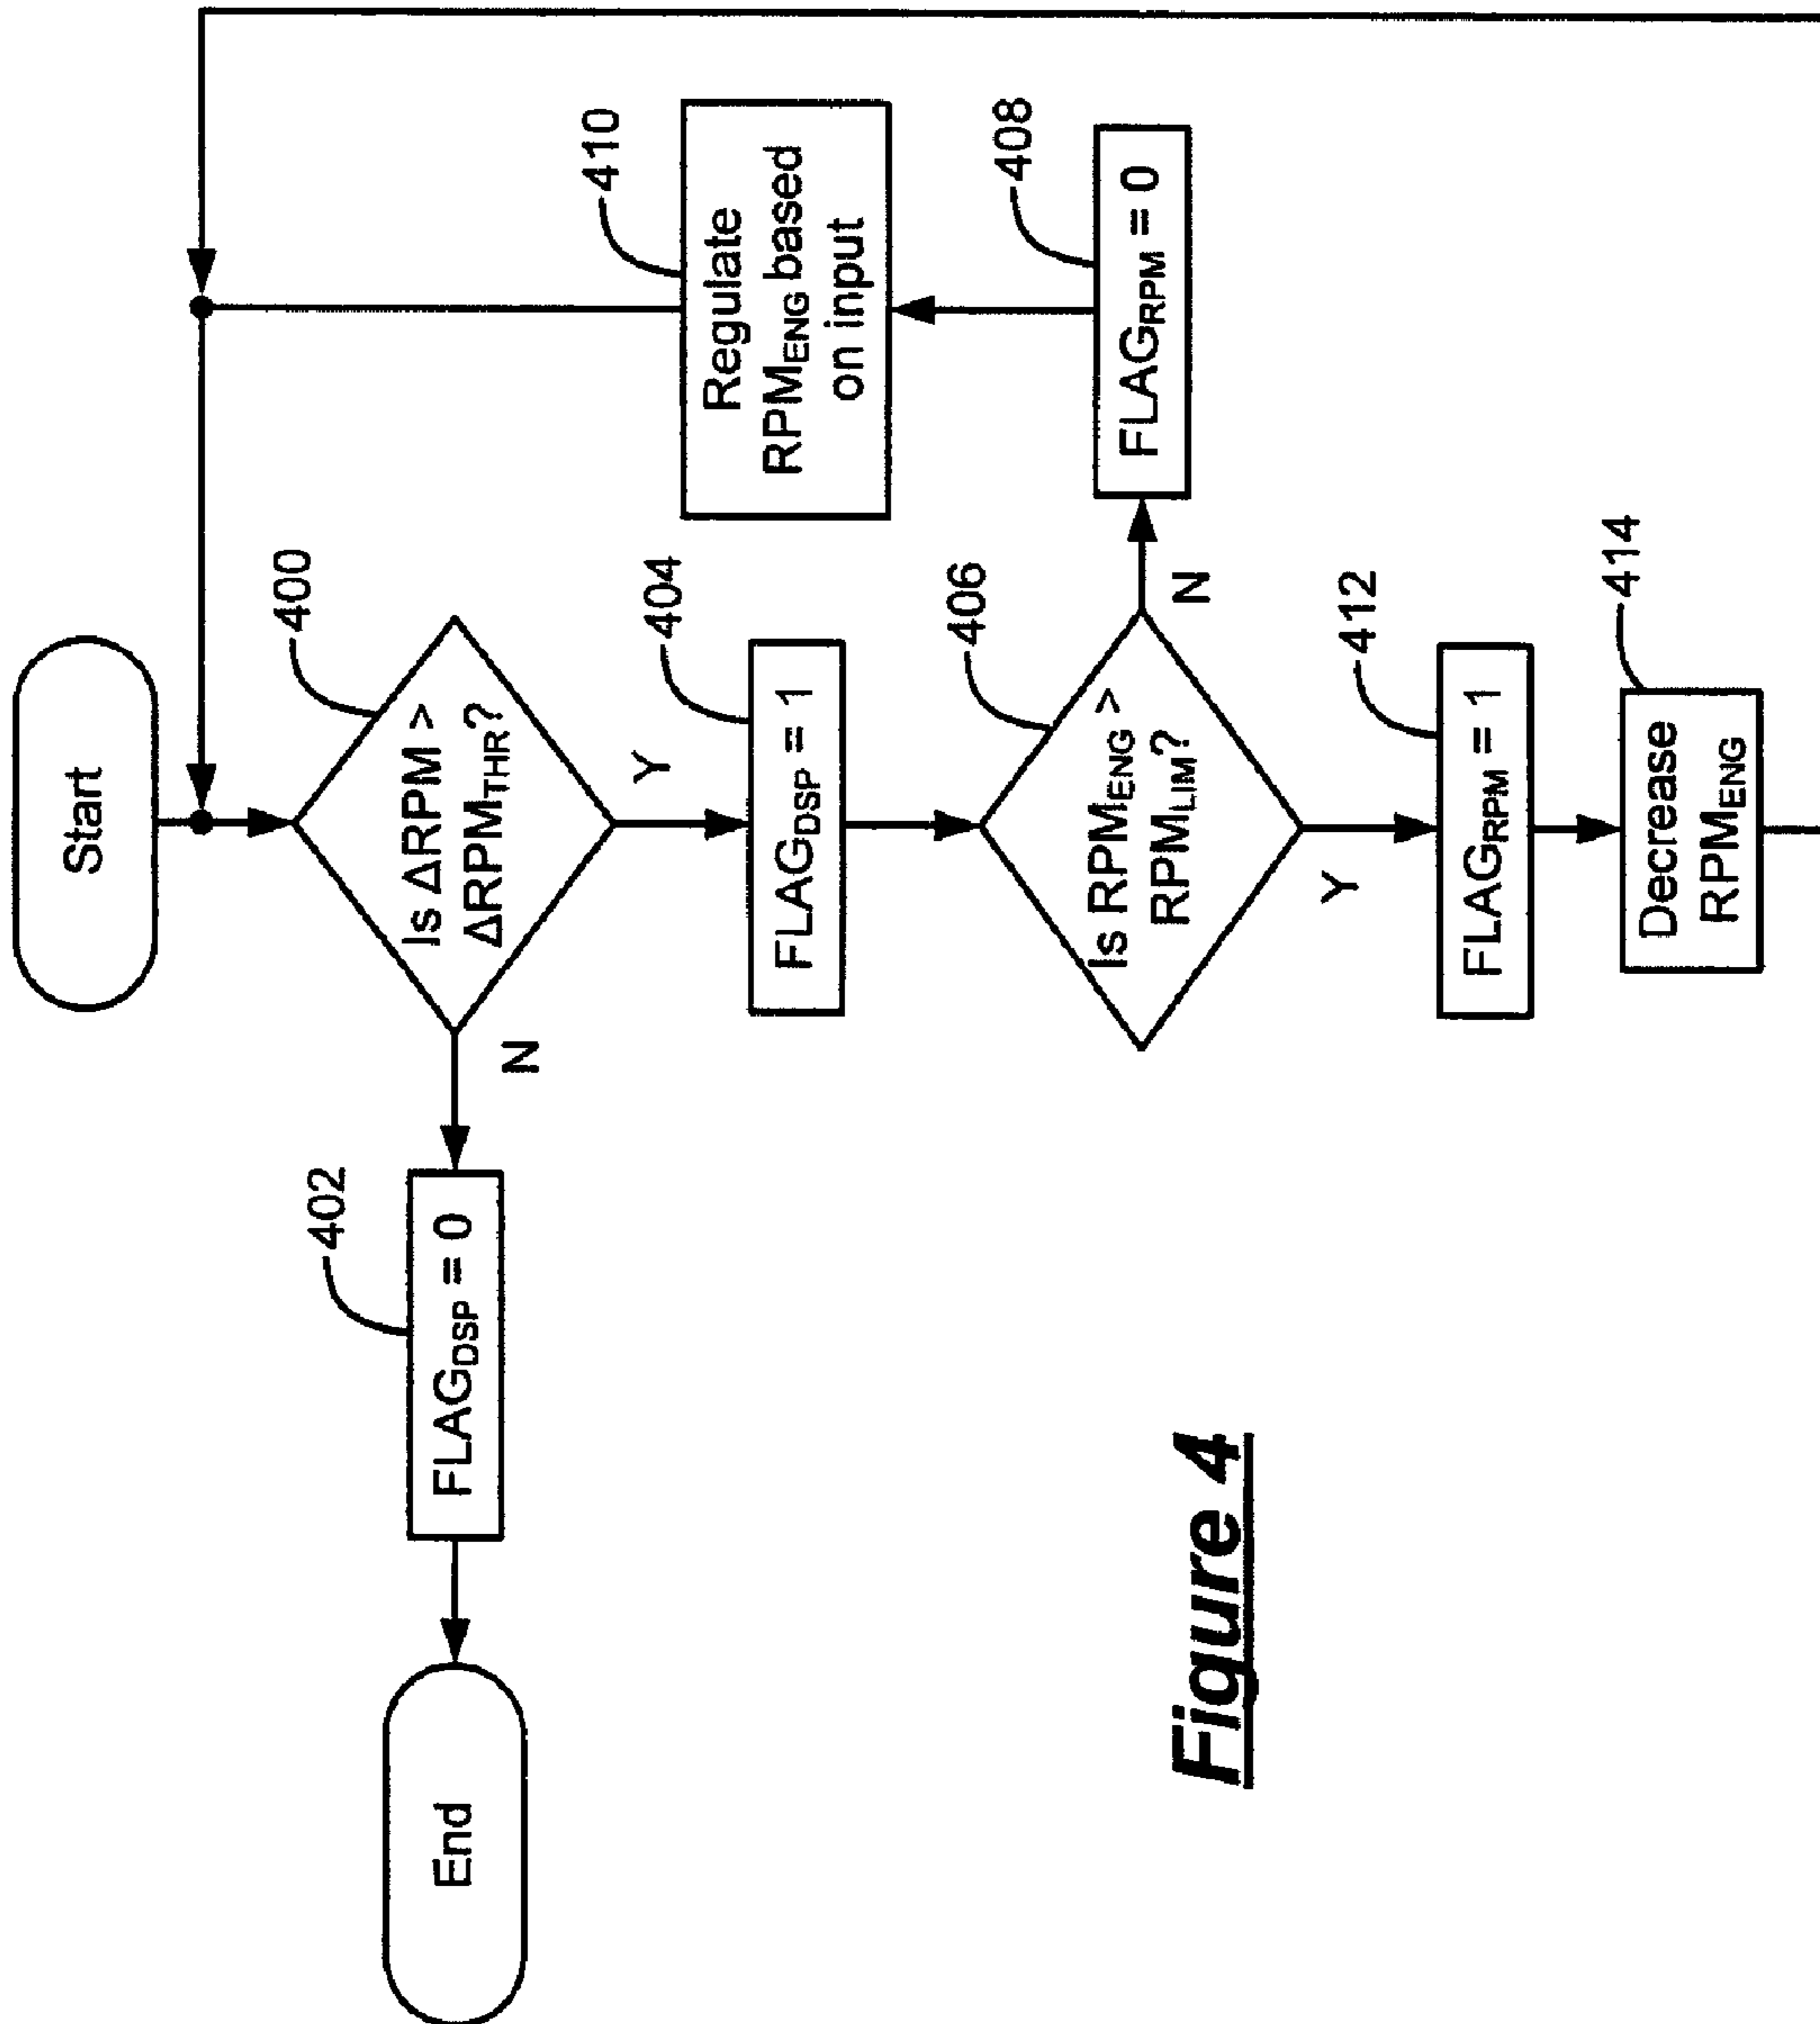 Start
400
Is ΔRPM >
ΔRPMTHR?
N
Y
402
FLAGDSP = 0
End
404
FLAGDSP = 1
406
Is RPMENG >
RPMLIM?
N
Y
408
FLAGRPM = 0
410
Regulate
RPMENG based
on input
412
FLAGRPM = 1
414
Decrease
RPMENG
Figure 4